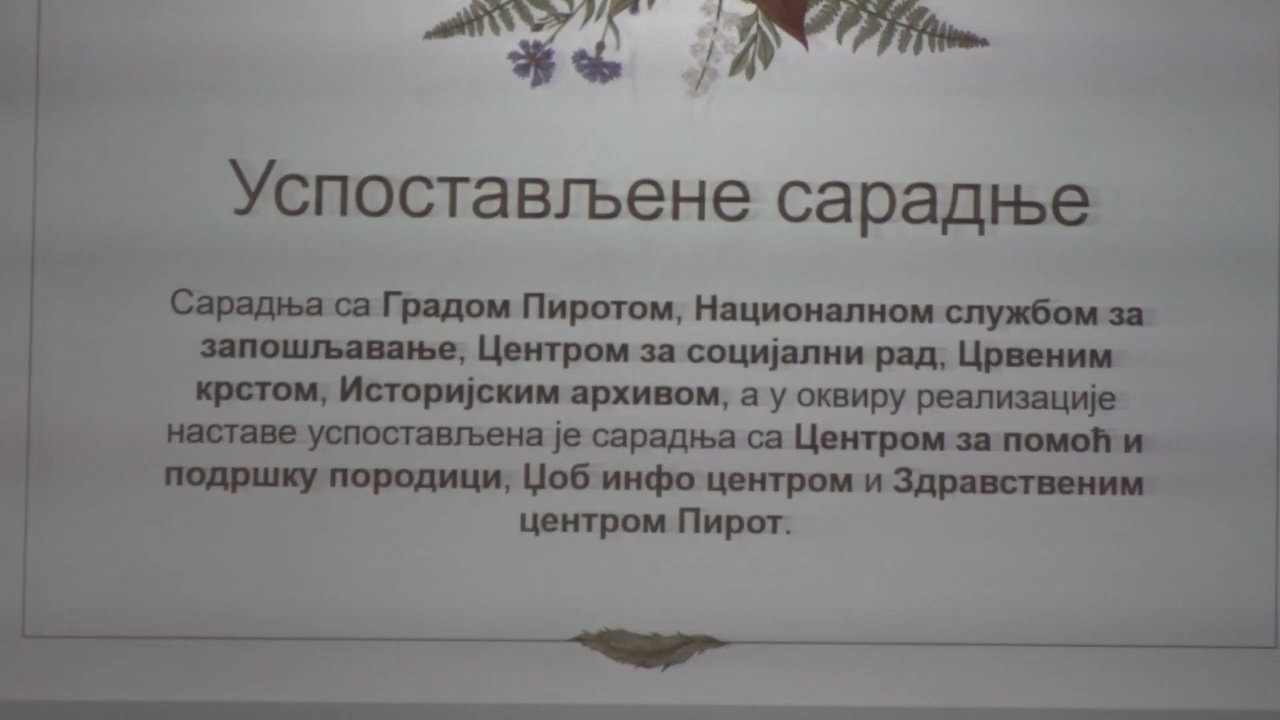 Успостављене сарадње
Сарадња са Градом Пиротом, Националном службом за
запошљавање, Центром за социјални рад, Црвеним
крстом, Историјским архивом, а у оквиру реализације
наставе успостављена је сарадња са Центром за помоћ и
подршку породици, Џоб инфо центром и Здравственим
центром Пирот.